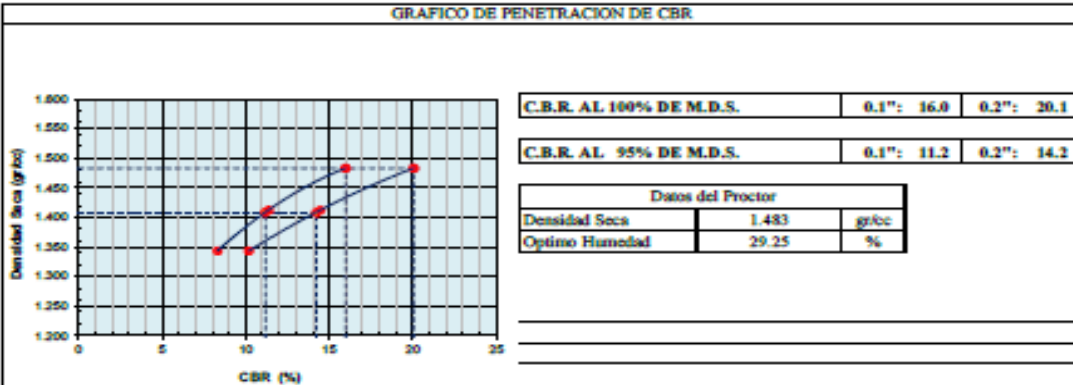 GRAFICO DE PENETRACION DE CBR
Densidad Seca (gr/cc)
1.600
1.550
1.500
1.450
1.400
1.350
1.300
1.250
1.200
0 5 10 15 20 25
CBR (%)
C.B.R. AL 100% DE M.D.S. 0.1": 16.0 0.2": 20.1
C.B.R. AL 95% DE M.D.S. 0.1": 11.2 0.2": 14.2
Datos del Proctor
Densidad Seca 1.483 gr/cc
Optimo Humedad 29.25 %